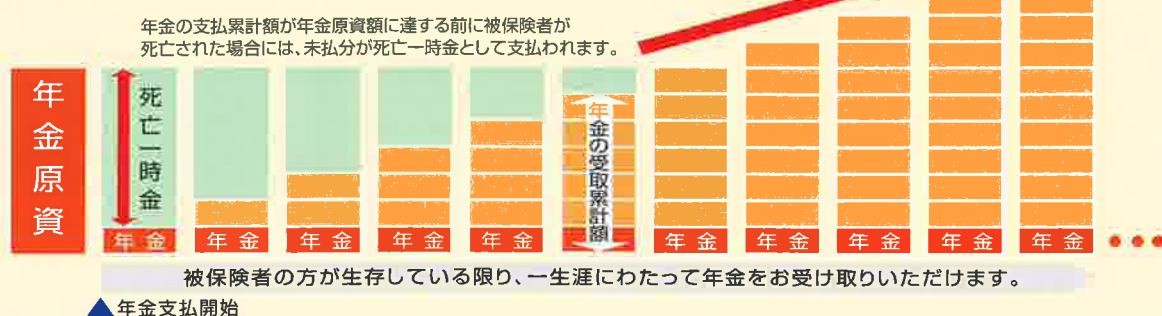 年金の支払累計額が年金原資額に達する前に被保険者が
死亡された場合には、未払分が死亡一時金として支払われます。
年金原資
死亡一時金
年金の受取累計額
年金 年金 年金 年金 年金 年金 年金 年金 年金 年金
被保険者の方が生存している限り、一生涯にわたって年金をお受け取りいただけます。
▲年金支払開始